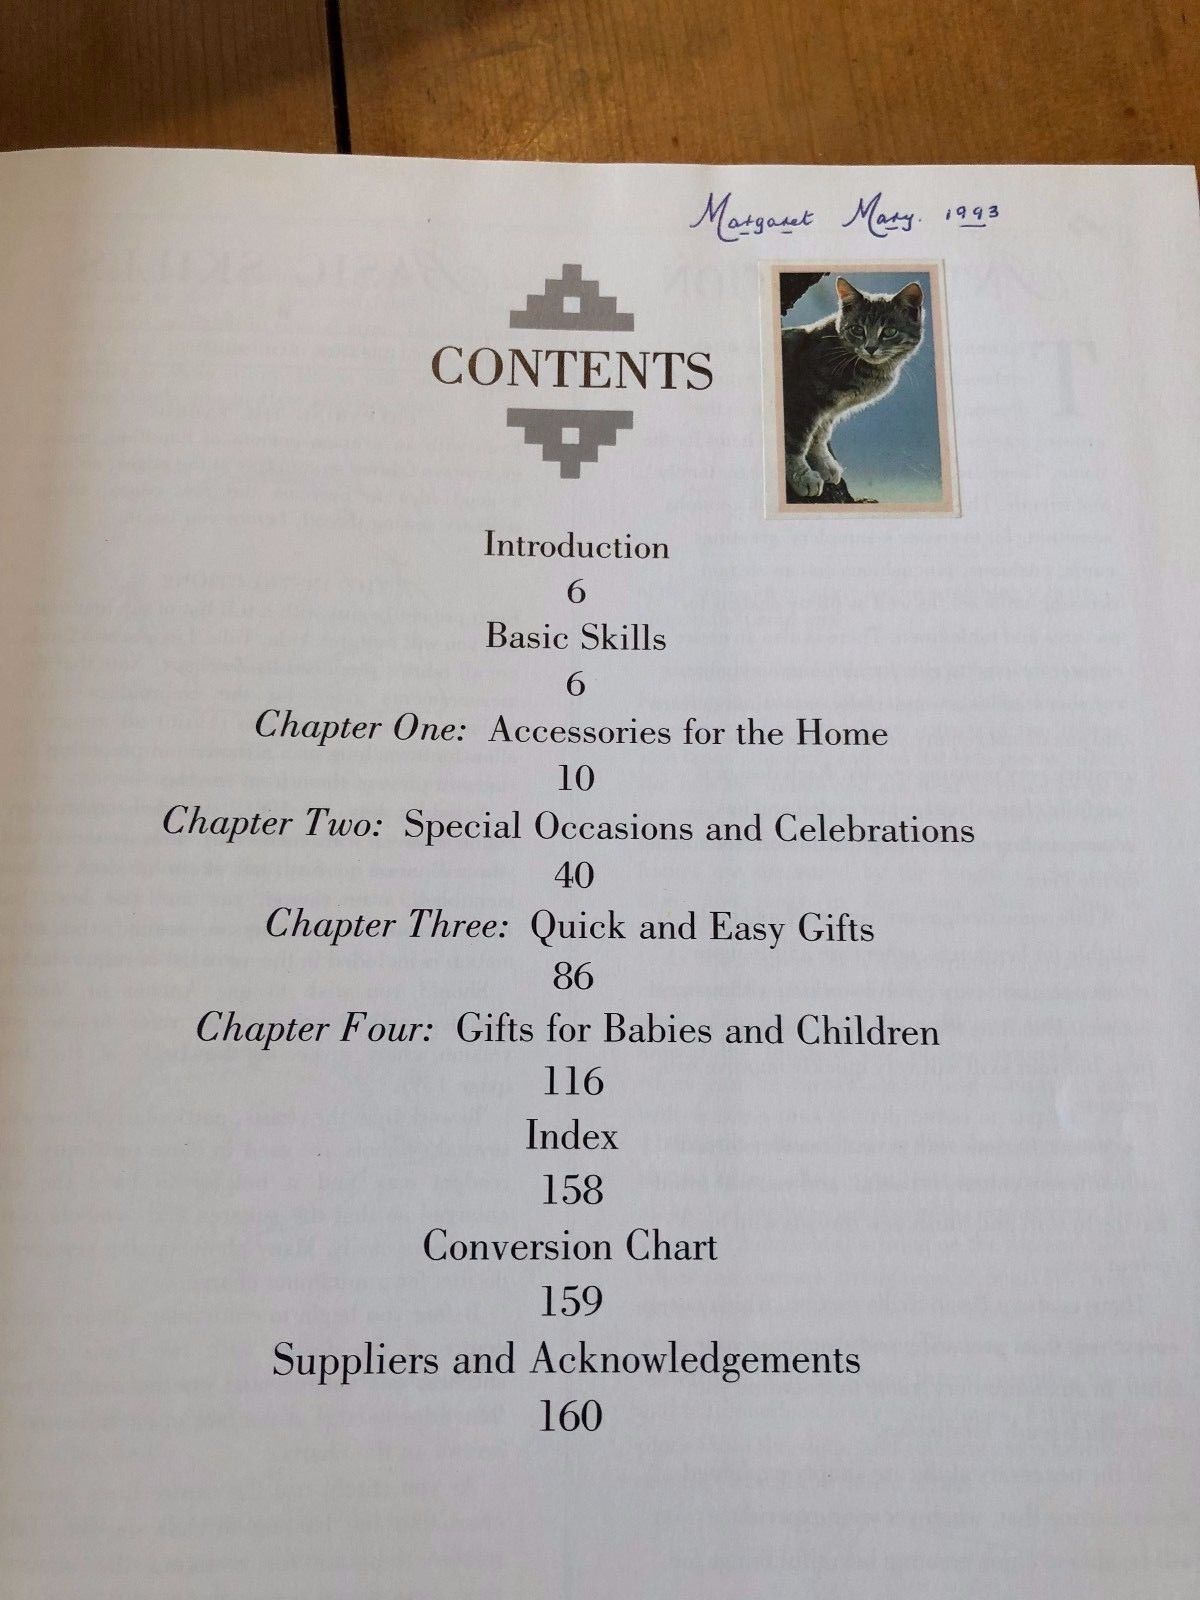 Margaret Mary. 1993
CONTENTS
Introduction
6
Basic Skills
6
Chapter One: Accessories for the Home
10
Chapter Two: Special Occasions and Celebrations
40
Chapter Three: Quick and Easy Gifts
86
Chapter Four: Gifts for Babies and Children
116
Index
158
Conversion Chart
159
Suppliers and Acknowledgements
160